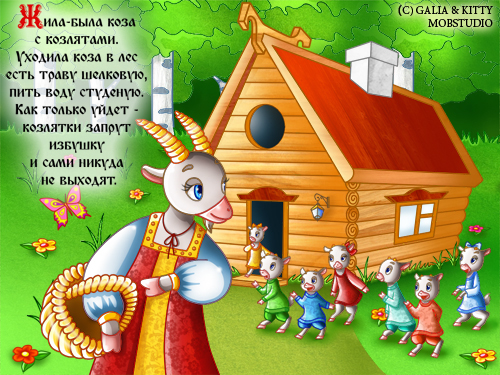 Жила-была коза
с козлятами.
Уходила коза в лес
есть траву шелковую,
пить воду студеную.
Как только уйдет -
козлятки запрут
избушку
и сами никуда
не выходят.
(C) GALIA & KITTY
MOBSTUDIO